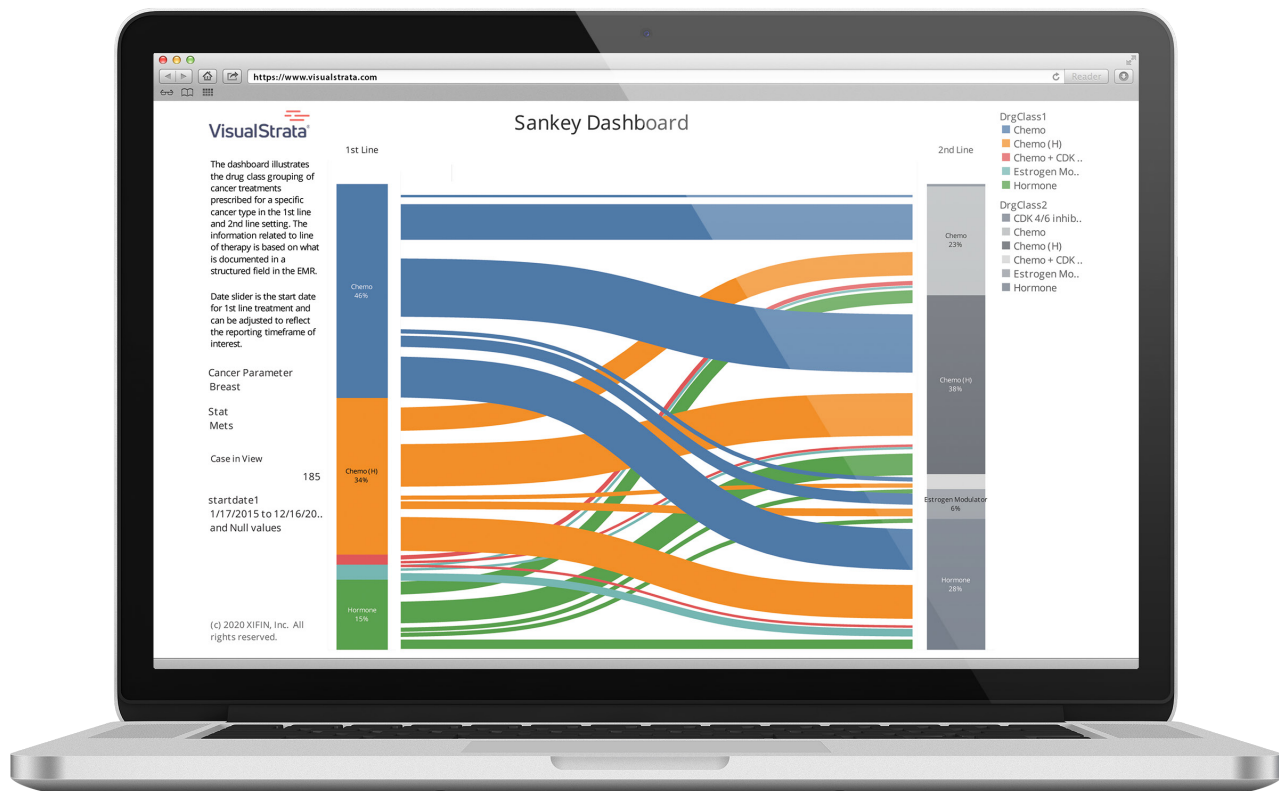 https://www.visualstrata.com
Reader
VisualStrata®
Sankey Dashboard
The dashboard illustrates
the drug class grouping of
cancer treatments
prescribed for a specific
cancer type in the 1st line
and 2nd line setting. The
information related to line
of therapy is based on what
is documented in a
structured field in the EMR.
Date slider is the start date
for 1st line treatment and
can be adjusted to reflect
the reporting timeframe of
interest.
Cancer Parameter
Breast
Stat
Mets
Case in View
185
startdate1
1/17/2015 to 12/16/20..
and Null values
(c) 2020 XIFIN, Inc. All
rights reserved.
1st Line
Chemo
46%
Chemo (H)
34%
Hormone
15%
2nd Line
Chemo
23%
Chemo (H)
38%
Estrogen Modulator
6%
Hormone
28%
DrgClass1
Chemo
Chemo (H)
Chemo + CDK ..
Estrogen Mo..
Hormone
DrgClass2
CDK 4/6 inhib..
Chemo
Chemo (H)
Chemo + CDK ..
Estrogen Mo..
Hormone